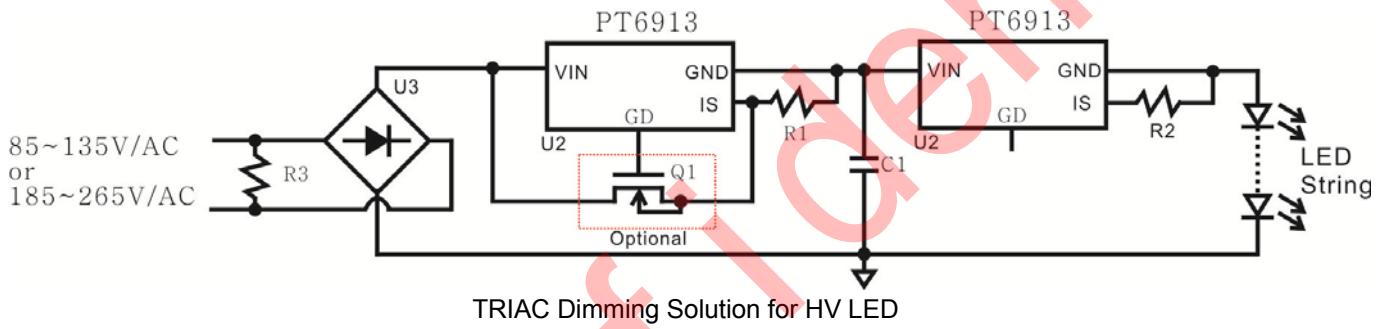 PT6913
PT6913
U3
VIN
GND
IS
GD
U2
R1
VIN
GND
IS
GD
U2
R2
85~135V/AC
or
185~265V/AC
R3
Q1
Optional
C1
LED
String
TRIAC Dimming Solution for HV LED